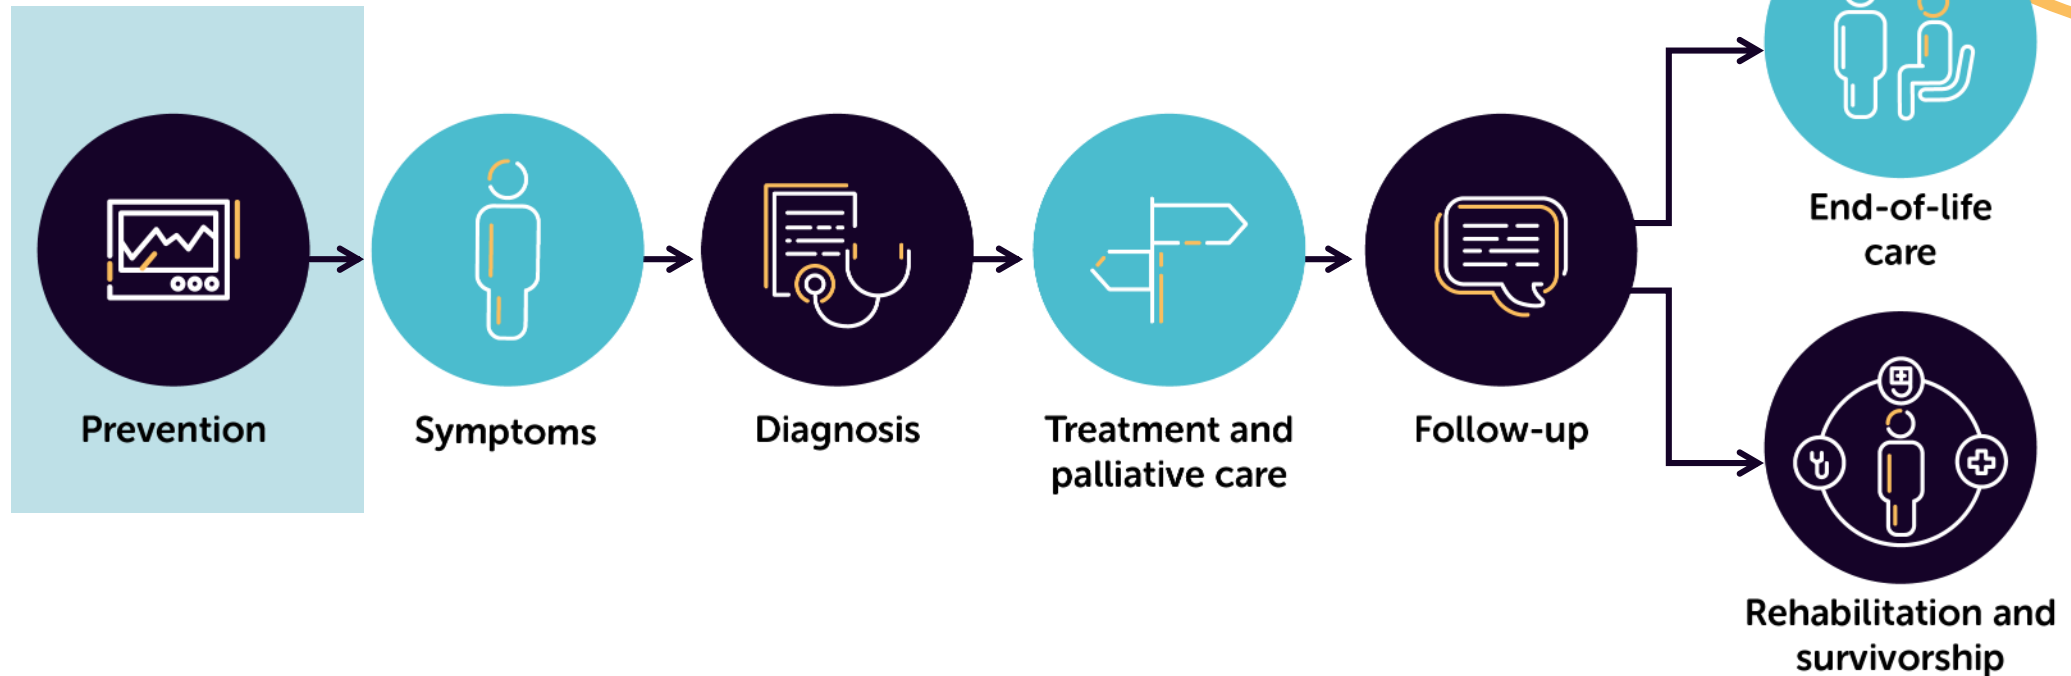 Prevention
Symptoms
Diagnosis
Treatment and
palliative care
Follow-up
End-of-life
care
Rehabilitation and
survivorship